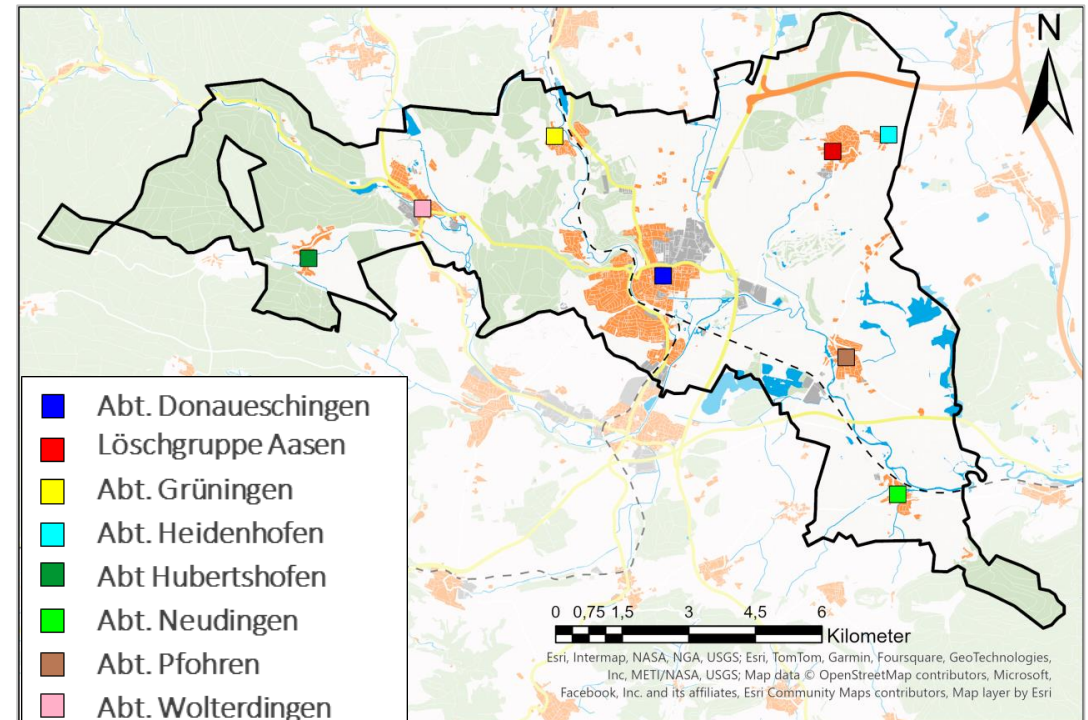 N
Abt. Donaueschingen
Löschgruppe Aasen
Abt. Grüningen
Abt. Heidenhofen
Abt Hubertshofen
Abt. Neudingen
Abt. Pfohren
Abt. Wolterdingen
0 0,75 1,5 3 4,5 6
Kilometer
Esri, Intermap, NASA, NGA, USGS; Esri, TomTom, Garmin, Foursquare, GeoTechnologies,
Inc, METI/NASA, USGS; Map data © OpenStreetMap contributors, Microsoft,
Facebook, Inc. and its affiliates, Esri Community Maps contributors, Map layer by Esri